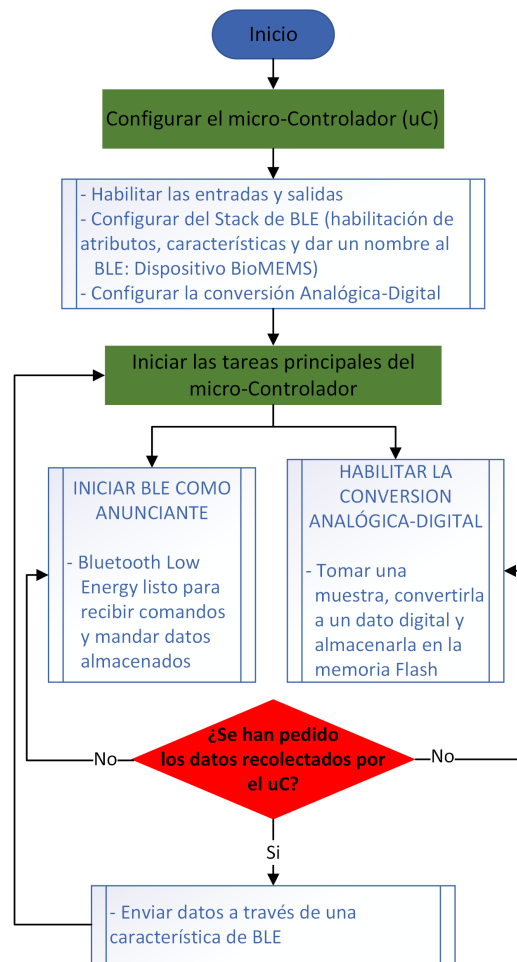 Inicio
Configurar el micro-Controlador (uC)
- Habilitar las entradas y salidas
- Configurar del Stack de BLE (habilitación de
atributos, características y dar un nombre al
BLE: Dispositivo BioMEMS)
- Configurar la conversión Analógica-Digital
Iniciar las tareas principales del
micro-Controlador
INICIAR BLE COMO
ANUNCIANTE
- Bluetooth Low
Energy listo para
recibir comandos
y mandar datos
almacenados
HABILITAR LA
CONVERSION
ANALÓGICA-DIGITAL
- Tomar una
muestra, convertirla
a un dato digital y
almacenarla en la
memoria Flash
¿Se han pedido
los datos recolectados por
el uC?
No
No
Si
- Enviar datos a través de una
característica de BLE